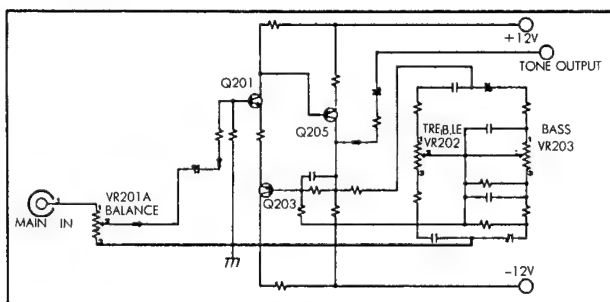 +12V
TONE OUTPUT
Q201
Q205
TREBLE
VR202
BASS
VR203
VR201A
BALANCE
MAIN IN
Q203
-12V